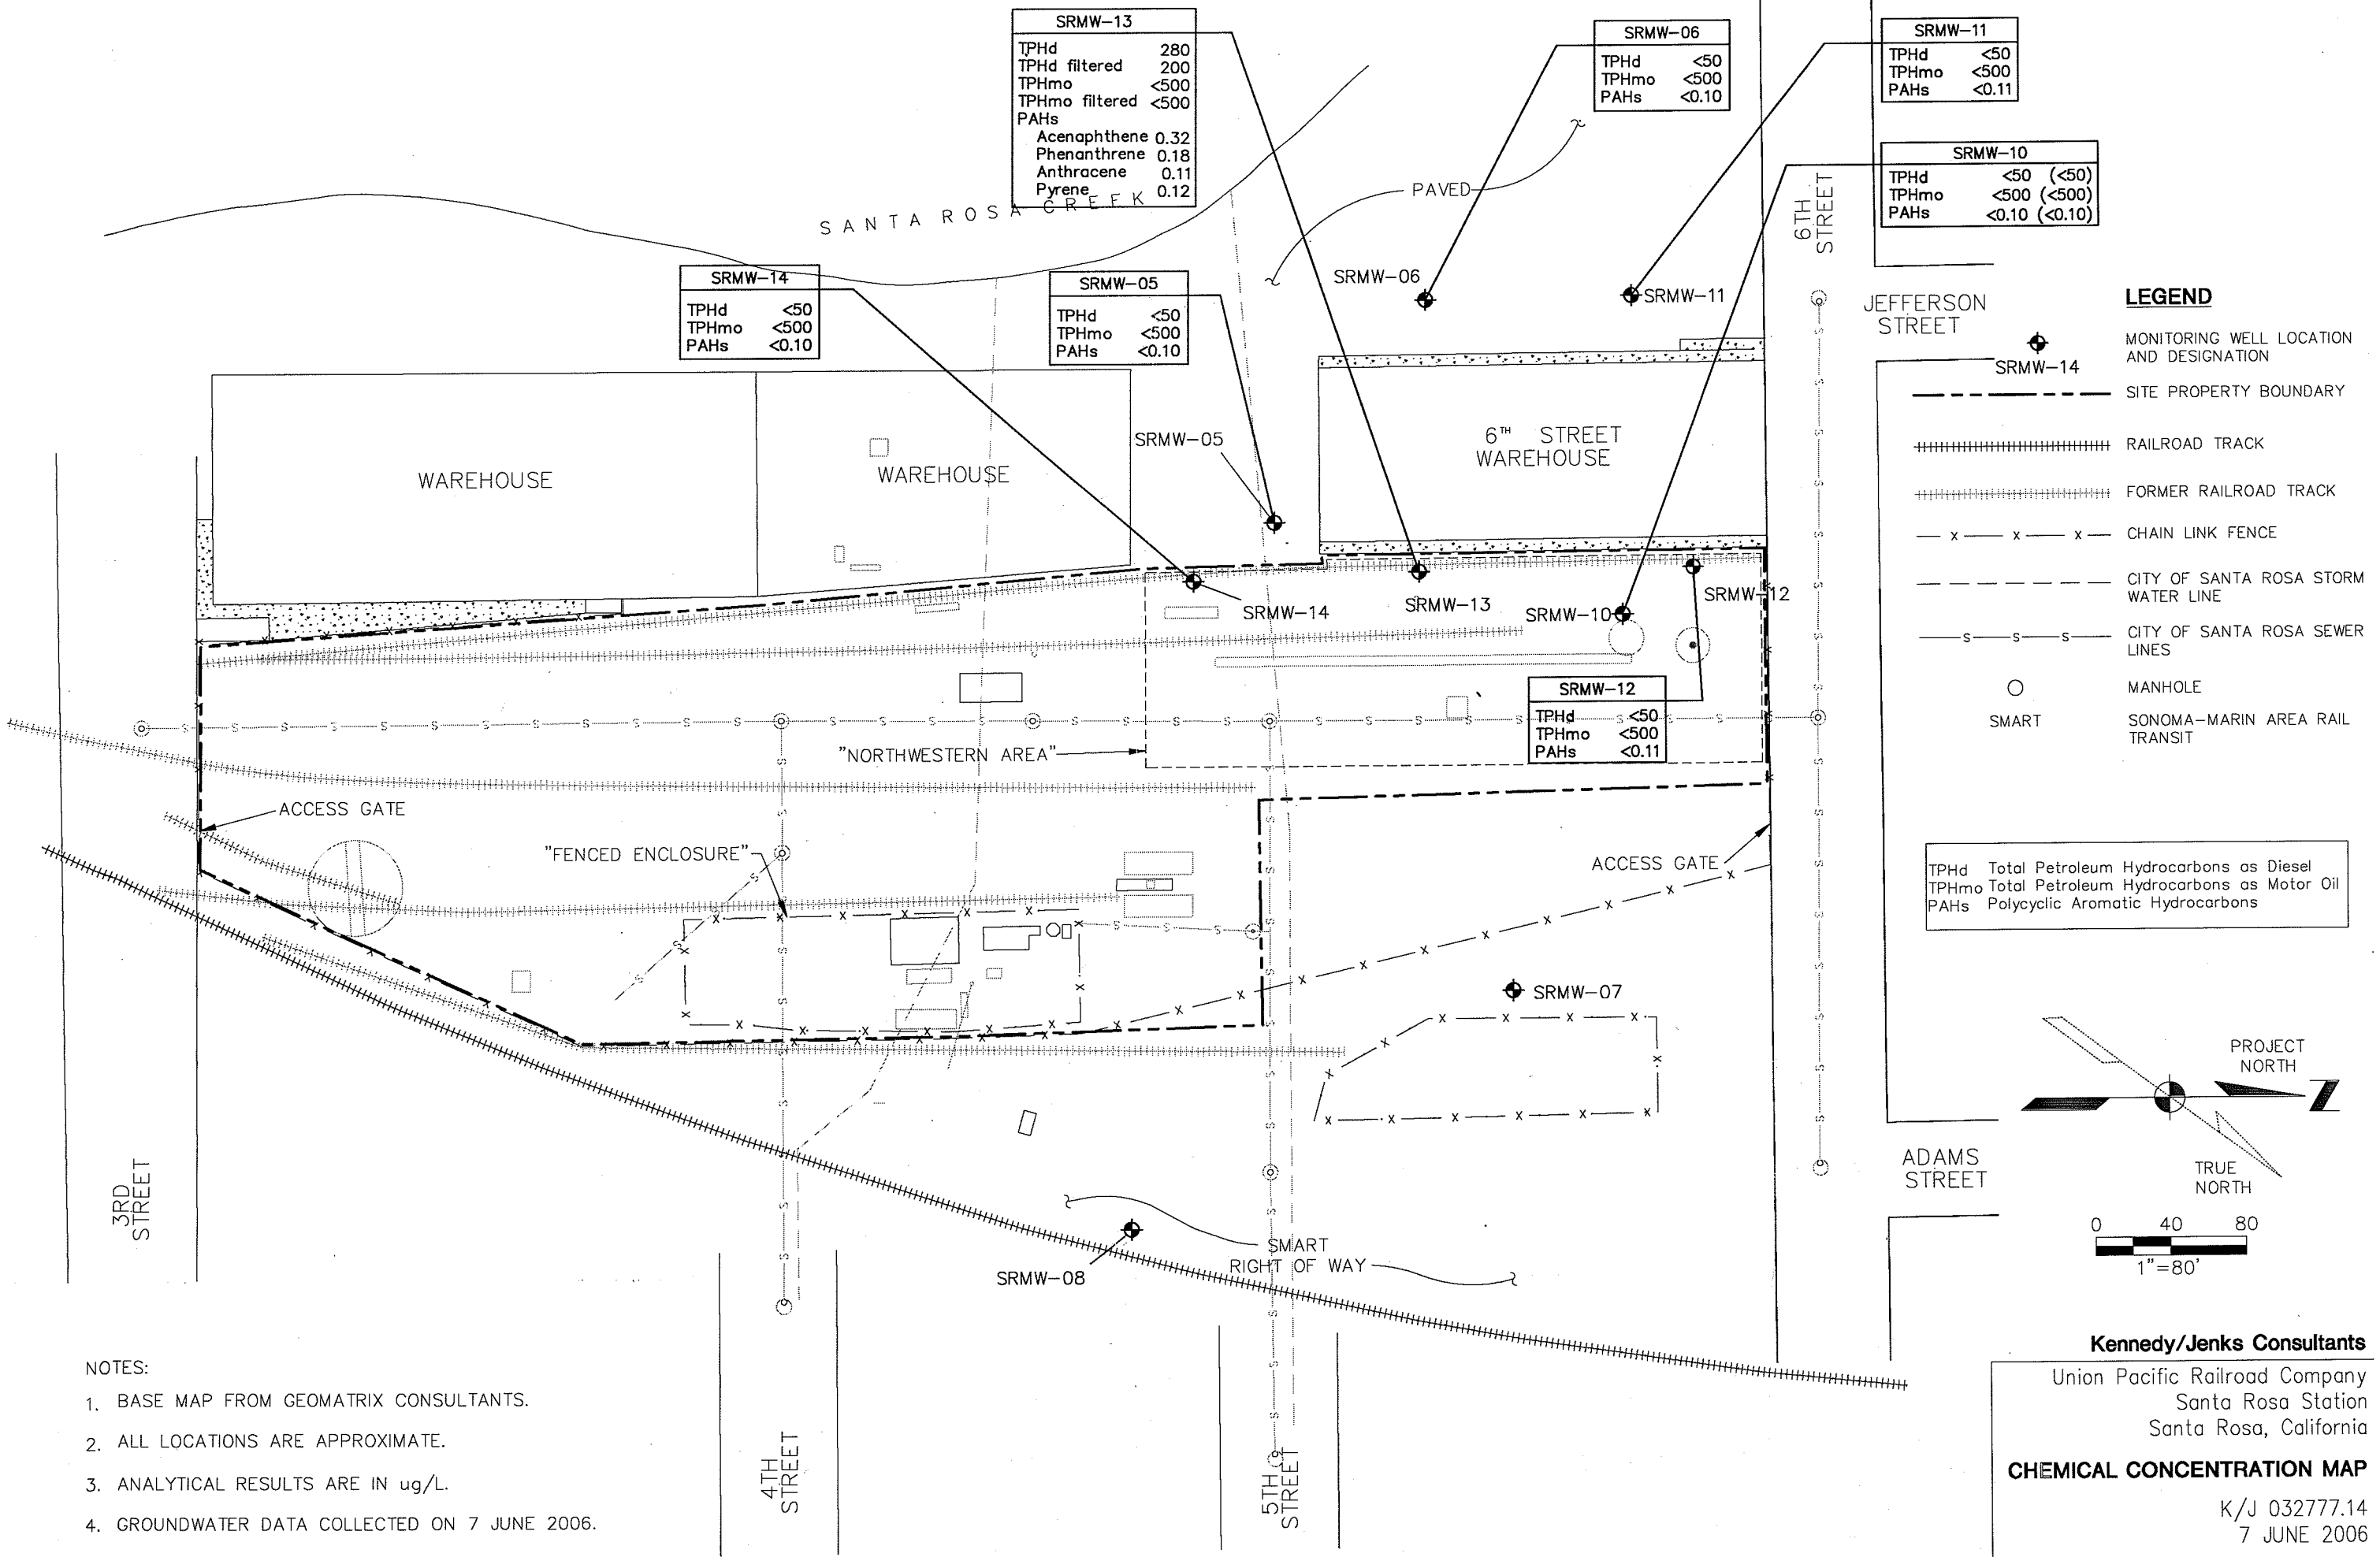 SRMW-13
TPHd 280
TPHd filtered 200
TPHmo <500
TPHmo filtered <500
PAHs
Acenaphthene 0.32
Phenanthrene 0.18
Anthracene 0.11
Pyrene 0.12
SRMW-06
TPHd <50
TPHmo <500
PAHs <0.10
SRMW-11
TPHd <50
TPHmo <500
PAHs <0.11
SRMW-10
TPHd <50 (<50)
TPHmo <500 (<500)
PAHs <0.10 (<0.10)
SANTA ROSA CREEK
PAVED
6TH
STREET
SRMW-14
TPHd <50
TPHmo <500
PAHs <0.10
SRMW-05
TPHd <50
TPHmo <500
PAHs <0.10
SRMW-06
SRMW-11
JEFFERSON
STREET
WAREHOUSE
WAREHOUSE
SRMW-05
6TH STREET
WAREHOUSE
SRMW-14
SRMW-13
SRMW-10
SRMW-12
SRMW-12
TPHd <50
TPHmo <500
PAHs <0.11
"NORTHWESTERN AREA"
ACCESS GATE
"FENCED ENCLOSURE"
ACCESS GATE
SRMW-07
SRMW-08
SMART
RIGHT OF WAY
3RD
STREET
4TH
STREET
5TH
STREET
ADAMS
STREET
LEGEND
SRMW-14
MONITORING WELL LOCATION
AND DESIGNATION
SITE PROPERTY BOUNDARY
RAILROAD TRACK
FORMER RAILROAD TRACK
x x x CHAIN LINK FENCE
CITY OF SANTA ROSA STORM
WATER LINE
S S S CITY OF SANTA ROSA SEWER
LINES
MANHOLE
SMART SONOMA-MARIN AREA RAIL
TRANSIT
TPHd Total Petroleum Hydrocarbons as Diesel
TPHmo Total Petroleum Hydrocarbons as Motor Oil
PAHs Polycyclic Aromatic Hydrocarbons
PROJECT
NORTH
Z
TRUE
NORTH
0 40 80
1"=80'
NOTES:
1. BASE MAP FROM GEOMATRIX CONSULTANTS.
2. ALL LOCATIONS ARE APPROXIMATE.
3. ANALYTICAL RESULTS ARE IN ug/L.
4. GROUNDWATER DATA COLLECTED ON 7 JUNE 2006.
Kennedy/Jenks Consultants
Union Pacific Railroad Company
Santa Rosa Station
Santa Rosa, California
CHEMICAL CONCENTRATION MAP
K/J 032777.14
7 JUNE 2006